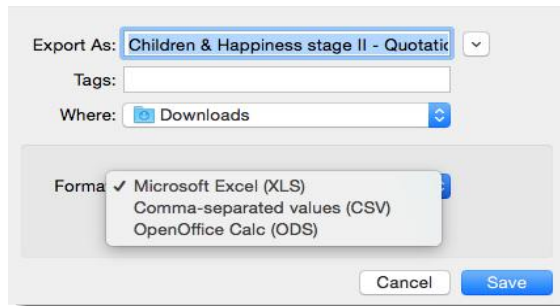 Export As: Children & Happiness stage II - Quotatic
Tags:
Where: Downloads
Forma ✓ Microsoft Excel (XLS)
Comma-separated values (CSV)
OpenOffice Calc (ODS)
Cancel Save